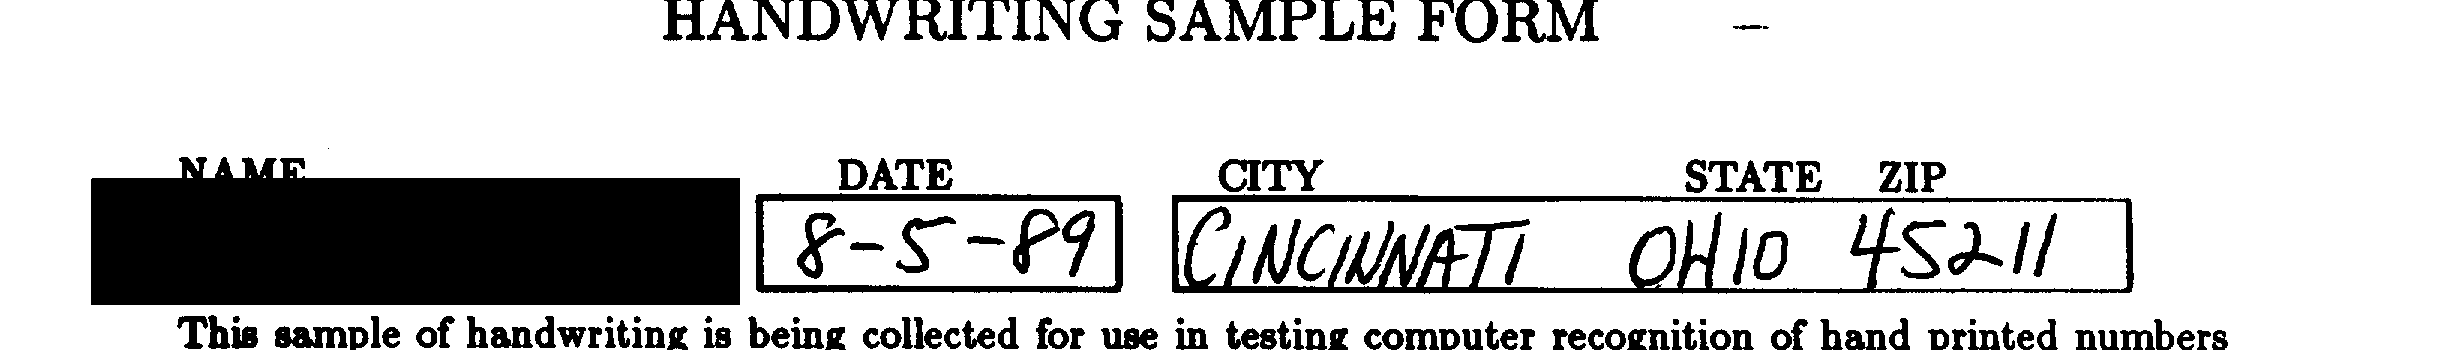 HANDWRITING SAMPLE FORM –
NAME DATE CITY STATE ZIP
8-5-89 CINCINNATI OHIO 45211
This sample of handwriting is being collected for use in testing computer recognition of hand printed numbers